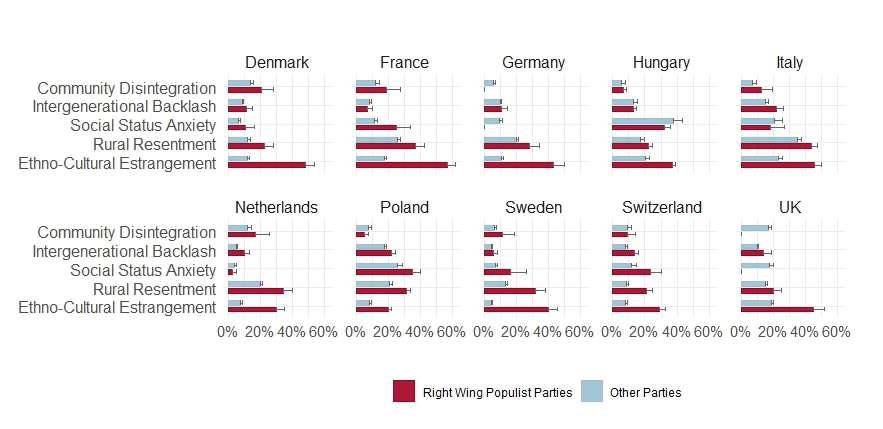 Denmark France Germany Hungary Italy
Community Disintegration
Intergenerational Backlash
Social Status Anxiety
Rural Resentment
Ethno-Cultural Estrangement
Netherlands Poland Sweden Switzerland UK
Community Disintegration
Intergenerational Backlash
Social Status Anxiety
Rural Resentment
Ethno-Cultural Estrangement
0% 20% 40% 60% 0% 20% 40% 60% 0% 20% 40% 60% 0% 20% 40% 60% 0% 20% 40% 60%
Right Wing Populist Parties Other Parties